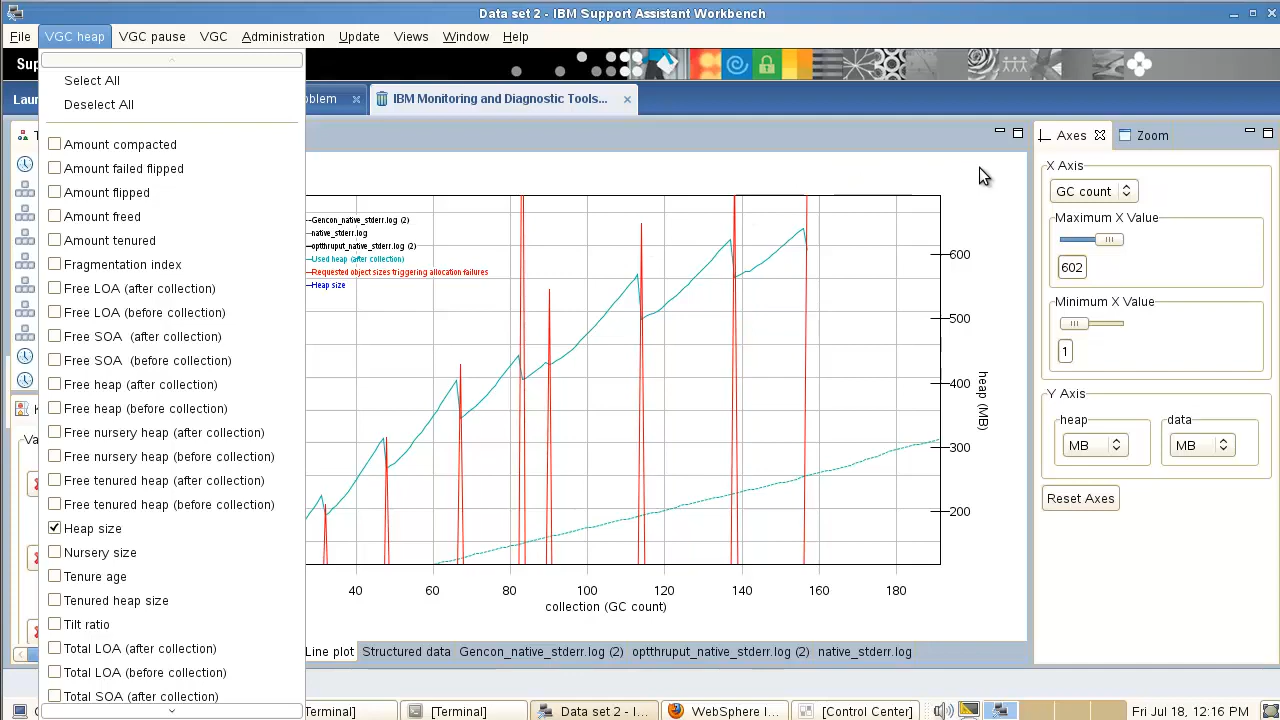 Data set 2 - IBM Support Assistant Workbench
File VGC heap VGC pause VGC Administration Update Views Window Help
Sup
Lau
oblem
IBM Monitoring and Diagnostic Tools...
Select All
Deselect All
Amount compacted
Amount failed flipped
Amount flipped
Amount freed
Amount tenured
Fragmentation index
Free LOA (after collection)
Free LOA (before collection)
Free SOA (after collection)
Free SOA (before collection)
Free heap (after collection)
Free heap (before collection)
Free nursery heap (after collection)
Free nursery heap (before collection)
Free tenured heap (after collection)
Free tenured heap (before collection)
Heap size
Nursery size
Tenure age
Tenured heap size
Tilt ratio
Total LOA (after collection)
Total LOA (before collection)
Total SOA (after collection)
T
Va
Gencon_native_stderr.log (2)
native_stderr.log
optthruput_native_stderr.log (2)
Used heap (after collection)
Requested object sizes triggering allocation failures
Heap size
600
500
400
300
200
heap (MB)
40 60 80 100 120 140 160 180
collection (GC count)
Line plot Structured data Gencon_native_stderr.log (2) optthruput_native_stderr.log (2) native_stderr.log
Axes Zoom
X Axis
GC count
Maximum X Value
602
Minimum X Value
1
Y Axis
heap data
MB MB
Reset Axes
Terminal] [Terminal] Data set 2 - I... WebSphere I... [Control Center] Fri Jul 18, 12:16 PM